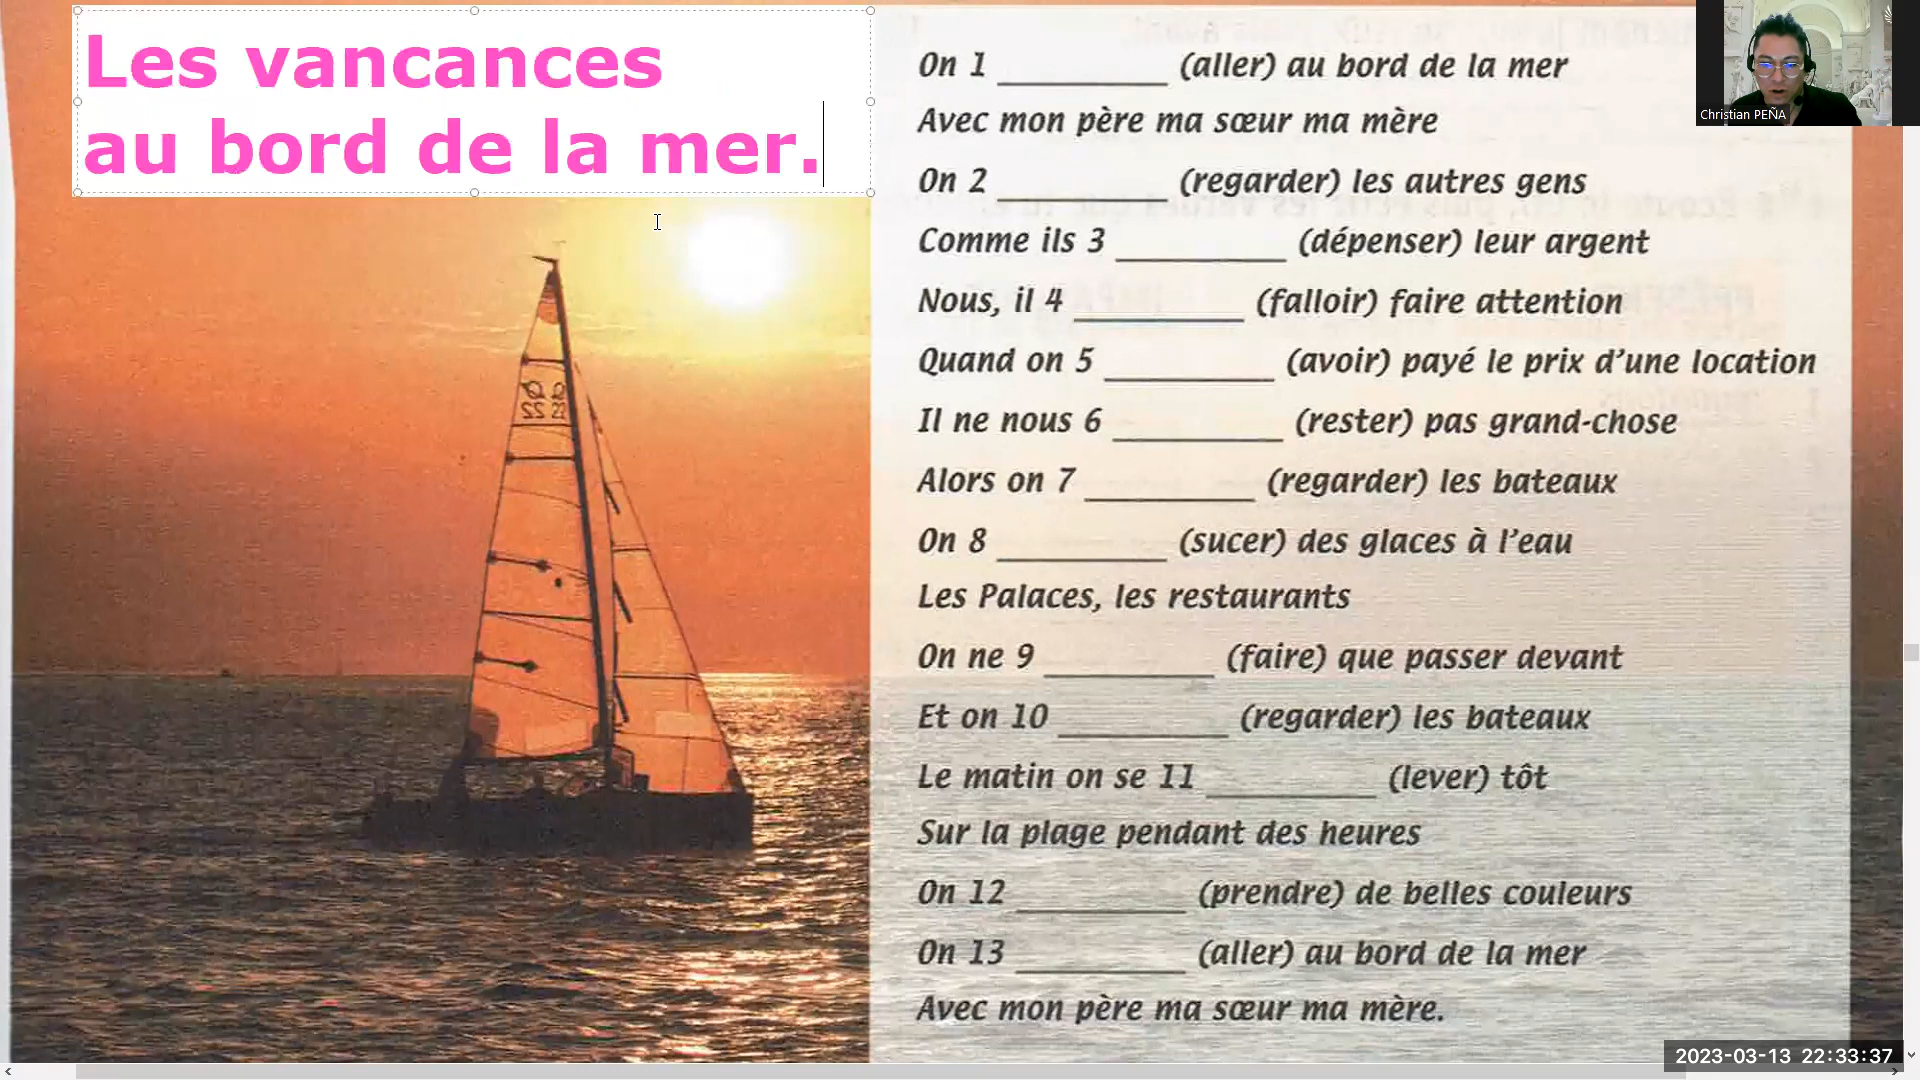 Les vancances
au bord de la mer.
On 1 __________ (aller) au bord de la mer
Avec mon père ma sœur ma mère
On 2 __________ (regarder) les autres gens
Comme ils 3 __________ (dépenser) leur argent
Nous, il 4 __________ (falloir) faire attention
Quand on 5 __________ (avoir) payé le prix d’une location
Il ne nous 6 __________ (rester) pas grand-chose
Alors on 7 __________ (regarder) les bateaux
On 8 __________ (sucer) des glaces à l’eau
Les Palaces, les restaurants
On ne 9 __________ (faire) que passer devant
Et on 10 __________ (regarder) les bateaux
Le matin on se 11 __________ (lever) tôt
Sur la plage pendant des heures
On 12 __________ (prendre) de belles couleurs
On 13 __________ (aller) au bord de la mer
Avec mon père ma sœur ma mère.
Christian PEÑA
2023-03-13 22:33:37